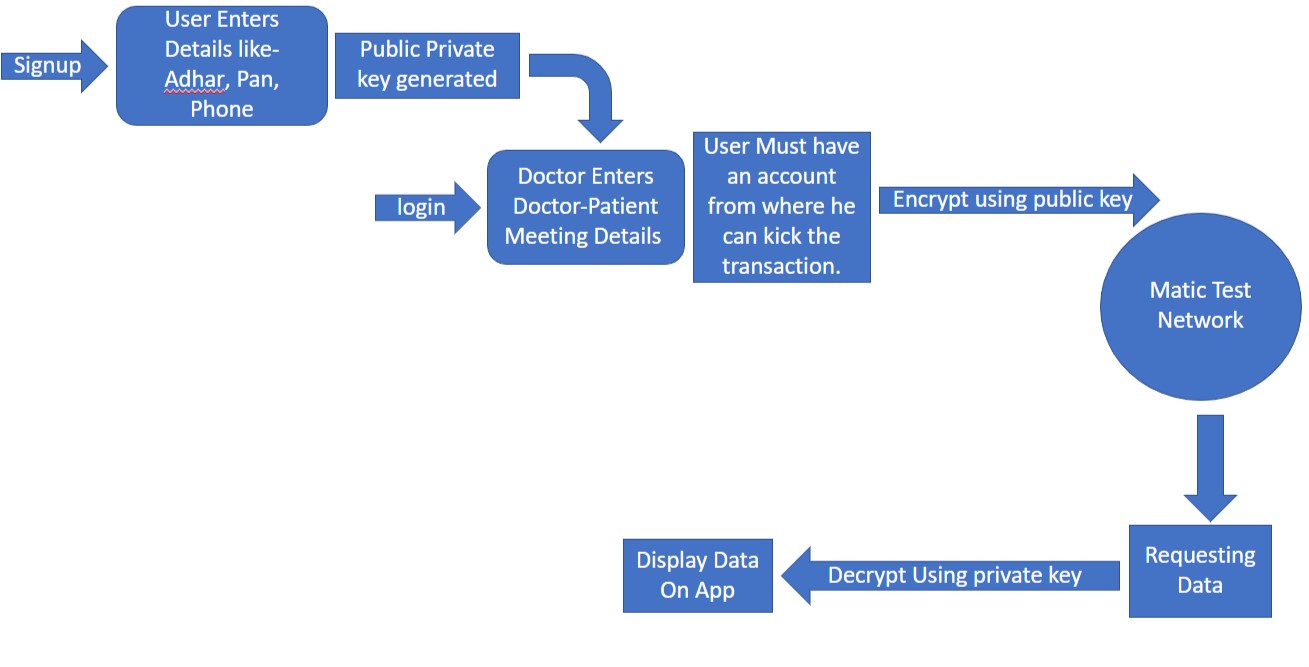 Signup
User Enters
Details like-
Adhar, Pan,
Phone
Public Private
key generated
login
Doctor Enters
Doctor-Patient
Meeting Details
User Must have
an account
from where he
can kick the
transaction.
Encrypt using public key
Matic Test
Network
Requesting
Data
Decrypt Using private key
Display Data
On App